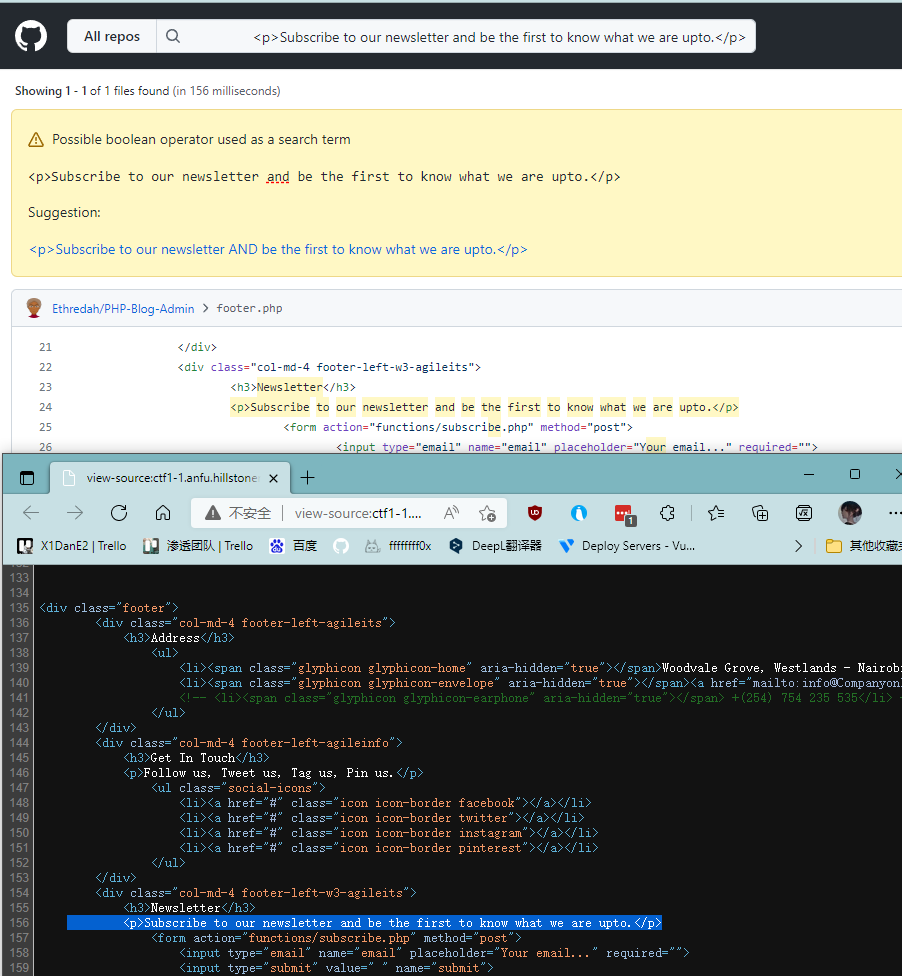 All repos
<p>Subscribe to our newsletter and be the first to know what we are upto.</p>
Showing 1 - 1 of 1 files found (in 156 milliseconds)
Possible boolean operator used as a search term
<p>Subscribe to our newsletter and be the first to know what we are upto.</p>
Suggestion:
<p>Subscribe to our newsletter AND be the first to know what we are upto.</p>
Ethredah/PHP-Blog-Admin > footer.php
21 </div>
22 <div class="col-md-4 footer-left-w3-agileits">
23 <h3>Newsletter</h3>
24 <p>Subscribe to our newsletter and be the first to know what we are upto.</p>
25 <form action="functions/subscribe.php" method="post">
26 <input type="email" name="email" placeholder="Your email..." required="">
view-source:ctf1-1.anfu.hillstone
不安全 view-source:ctf1-1....
1
X1DanE2 | Trello 渗透团队 | Trello 百度 ffffffff0x DeepL翻译器 Deploy Servers - Vu... 其他收藏
133
134
135 <div class="footer">
136 <div class="col-md-4 footer-left-agileits">
137 <h3>Address</h3>
138 <ul>
139 <li><span class="glyphicon glyphicon-home" aria-hidden="true"></span>Woodvale Grove, Westlands - Nairobi
140 <li><span class="glyphicon glyphicon-envelope" aria-hidden="true"></span><a href="mailto:info@Companyonl
141 <!-- <li><span class="glyphicon glyphicon-earphone" aria-hidden="true"></span> +(254) 754 235 535</li>
142 </ul>
143 </div>
144 <div class="col-md-4 footer-left-agileinfo">
145 <h3>Get In Touch</h3>
146 <p>Follow us, Tweet us, Tag us, Pin us.</p>
147 <ul class="social-icons">
148 <li><a href="#" class="icon icon-border facebook"></a></li>
149 <li><a href="#" class="icon icon-border twitter"></a></li>
150 <li><a href="#" class="icon icon-border instagram"></a></li>
151 <li><a href="#" class="icon icon-border pinterest"></a></li>
152 </ul>
153 </div>
154 <div class="col-md-4 footer-left-w3-agileits">
155 <h3>Newsletter</h3>
156 <p>Subscribe to our newsletter and be the first to know what we are upto.</p>
157 <form action="functions/subscribe.php" method="post">
158 <input type="email" name="email" placeholder="Your email..." required="">
159 <input type="submit" value=" " name="submit">